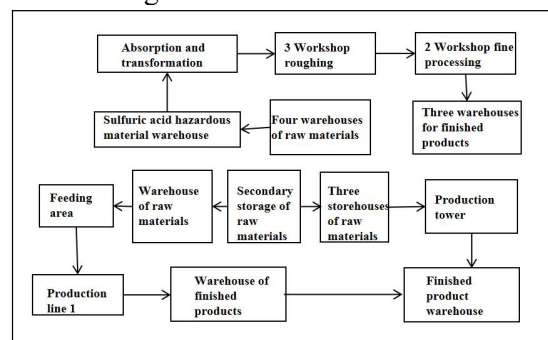 Absorption and
transformation
3 Workshop
roughing
2 Workshop fine
processing
Sulfuric acid hazardous
material warehouse
Four warehouses
of raw materials
Three warehouses
for finished
products
Feeding
area
Warehouse
of raw
materials
Secondary
storage of
raw
materials
Three
storehouses
of raw
materials
Production
tower
Production
line 1
Warehouse of
finished
products
Finished
product
warehouse